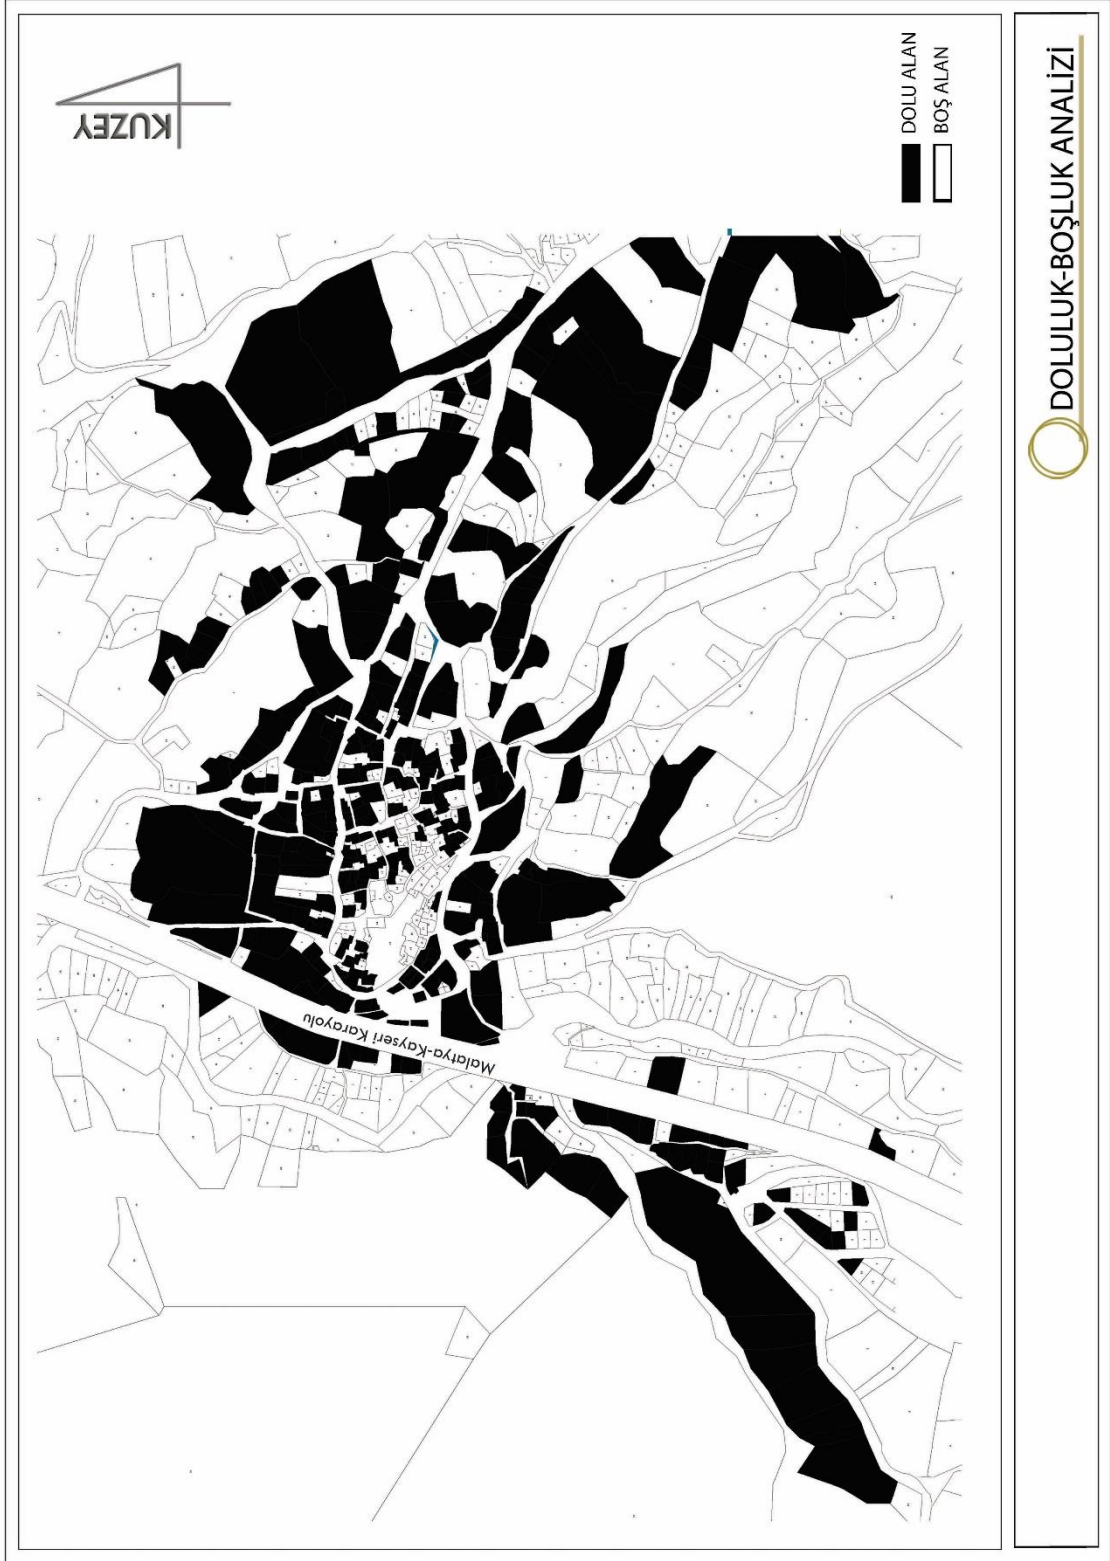 KUZEY
DOLU ALAN
BOŞ ALAN
DOLULUK-BOŞLUK ANALİZİ
Malatya-Kayseri Karayolu